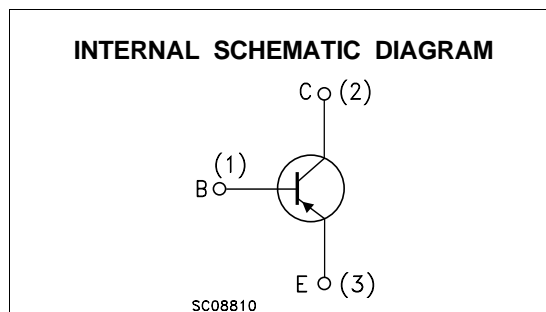 INTERNAL SCHEMATIC DIAGRAM
C (2)
(1)
B
E (3)
SC08810